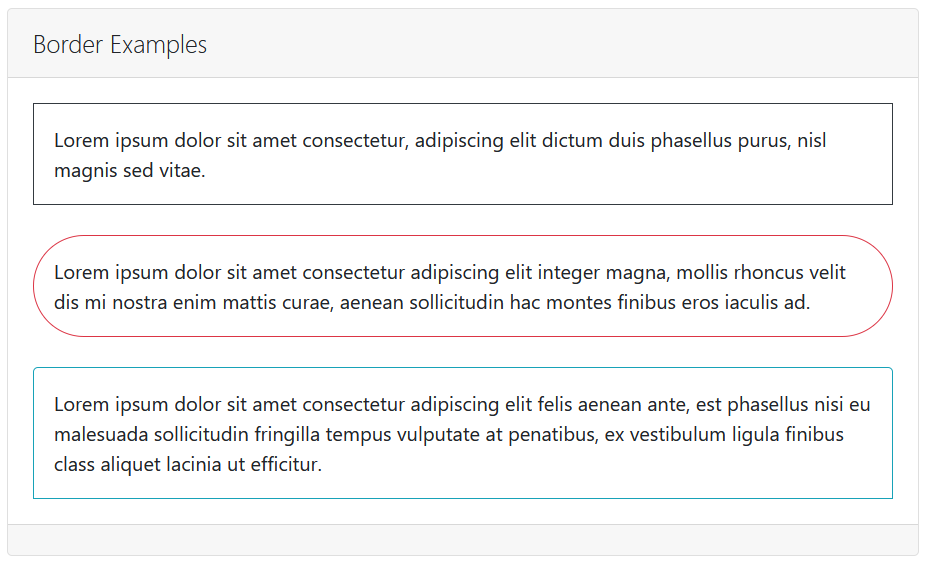 Border Examples
Lorem ipsum dolor sit amet consectetur, adipiscing elit dictum duis phasellus purus, nisl
magnis sed vitae.
Lorem ipsum dolor sit amet consectetur adipiscing elit integer magna, mollis rhoncus velit
dis mi nostra enim mattis curae, aenean sollicitudin hac montes finibus eros iaculis ad.
Lorem ipsum dolor sit amet consectetur adipiscing elit felis aenean ante, est phasellus nisi eu
malesuada sollicitudin fringilla tempus vulputate at penatibus, ex vestibulum ligula finibus
class aliquet lacinia ut efficitur.